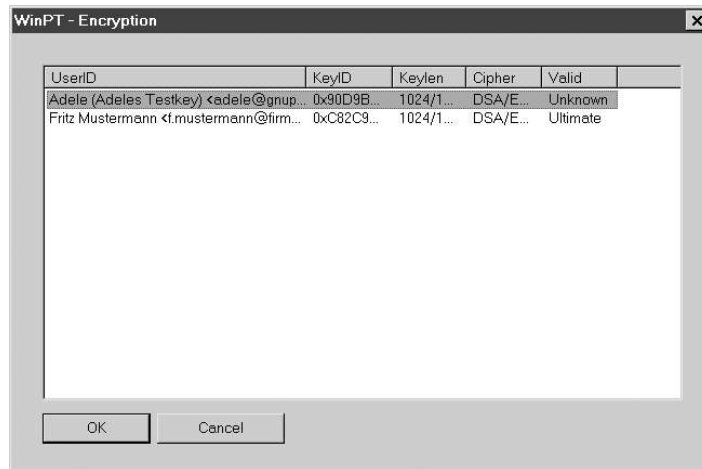 WinPT - Encryption
UserID KeyID Keylen Cipher Valid
Adele (Adeles Testkey) <adele@gnup... 0x90D9B... 1024/1... DSA/E... Unknown
Fritz Mustermann <f.mustermann@firm... 0xC82C9... 1024/1... DSA/E... Ultimate
OK Cancel